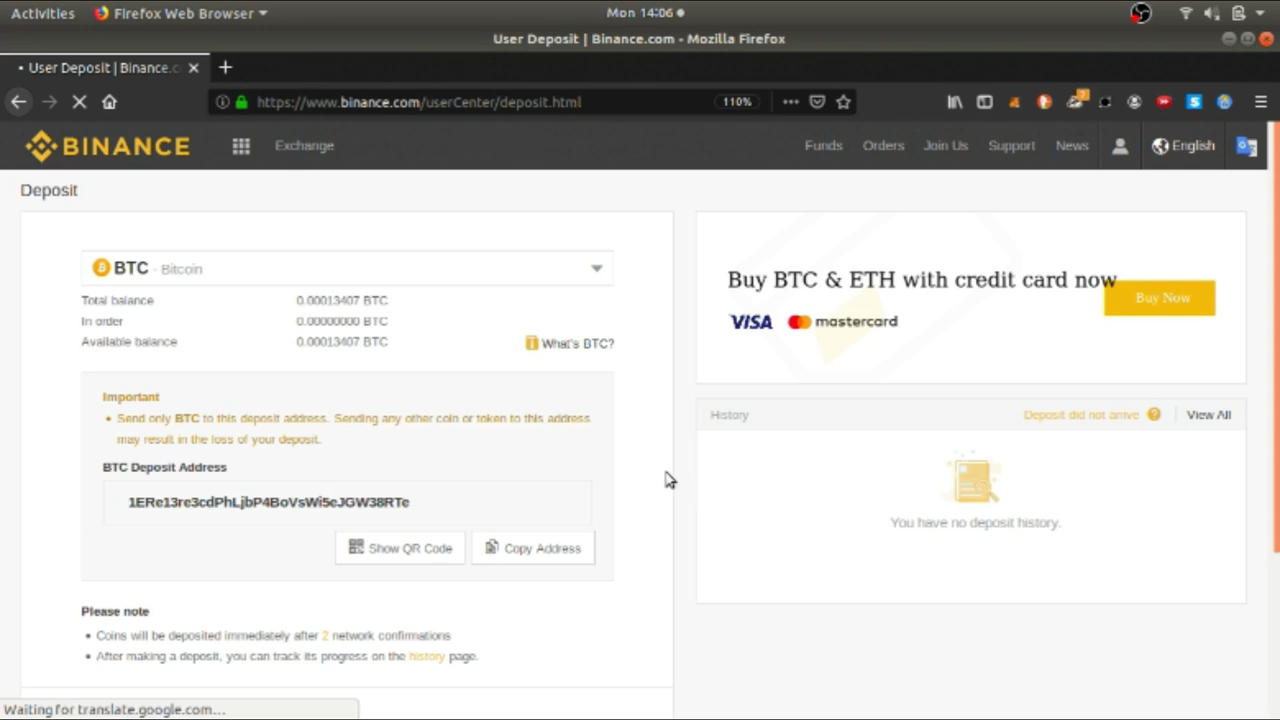 Activities Firefox Web Browser Mon 14:06
User Deposit | Binance.com - Mozilla Firefox
User Deposit | Binance.c
https://www.binance.com/userCenter/deposit.html 110%
BINANCE Exchange Funds Orders Join Us Support News English
Deposit
BTC - Bitcoin
Total balance 0.00013407 BTC
In order 0.00000000 BTC
Available balance 0.00013407 BTC What's BTC?
Important
• Send only BTC to this deposit address. Sending any other coin or token to this address
may result in the loss of your deposit.
BTC Deposit Address
1ERe13re3cdPhLjbP4BoVsWi5eJGW38RTe
Show QR Code Copy Address
Please note
• Coins will be deposited immediately after 2 network confirmations
• After making a deposit, you can track its progress on the history page.
Buy BTC & ETH with credit card now
Buy Now
VISA mastercard
History Deposit did not arrive ? View All
You have no deposit history.
Waiting for translate.google.com...